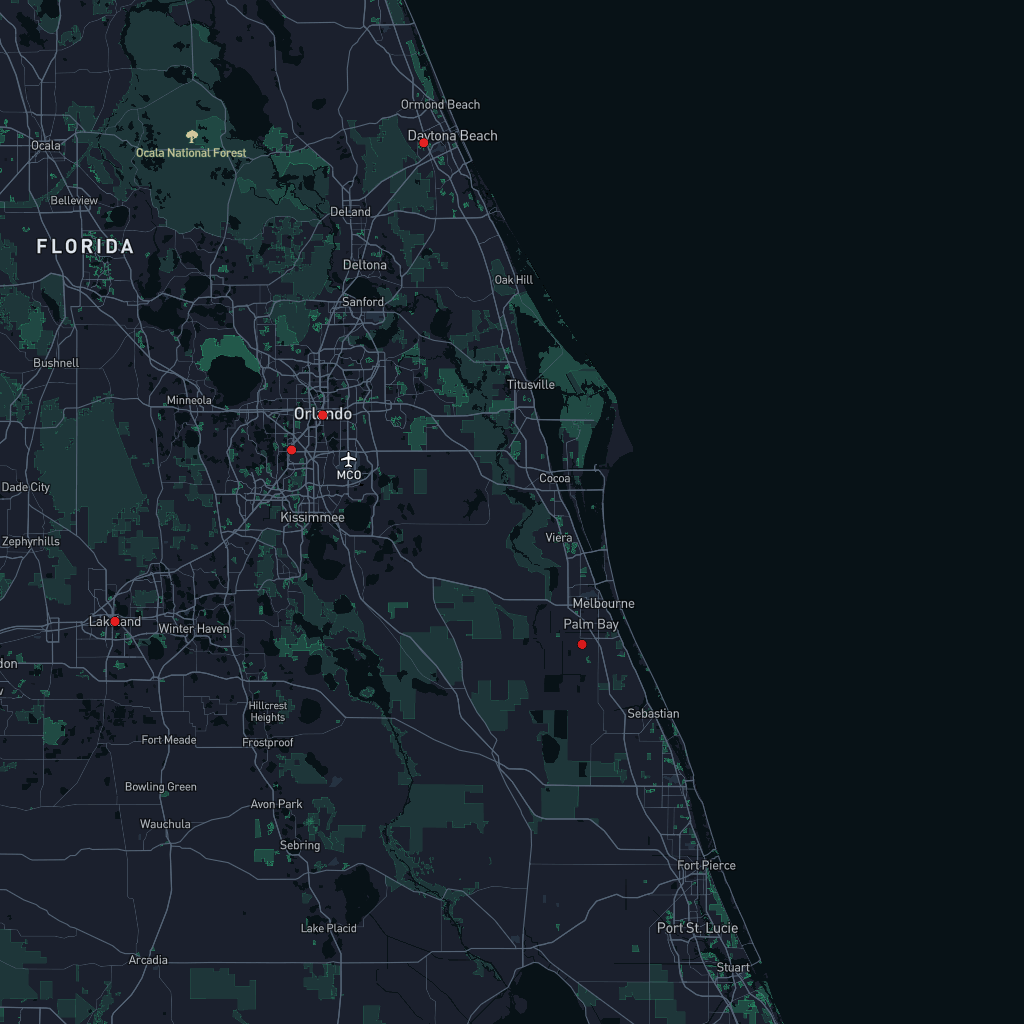 Ormond Beach
Daytona Beach
Ocala
Ocala National Forest
Belleview
DeLand
FLORIDA
Deltona
Oak Hill
Sanford
Bushnell
Titusville
Minneola
Orlando
MCO
Cocoa
Dade City
Kissimmee
Viera
Zephyrhills
Melbourne
Lakeland
Palm Bay
Winter Haven
don
Hillcrest
Heights
Sebastian
Fort Meade
Frostproof
Bowling Green
Avon Park
Wauchula
Sebring
Fort Pierce
Lake Placid
Port St. Lucie
Arcadia
Stuart